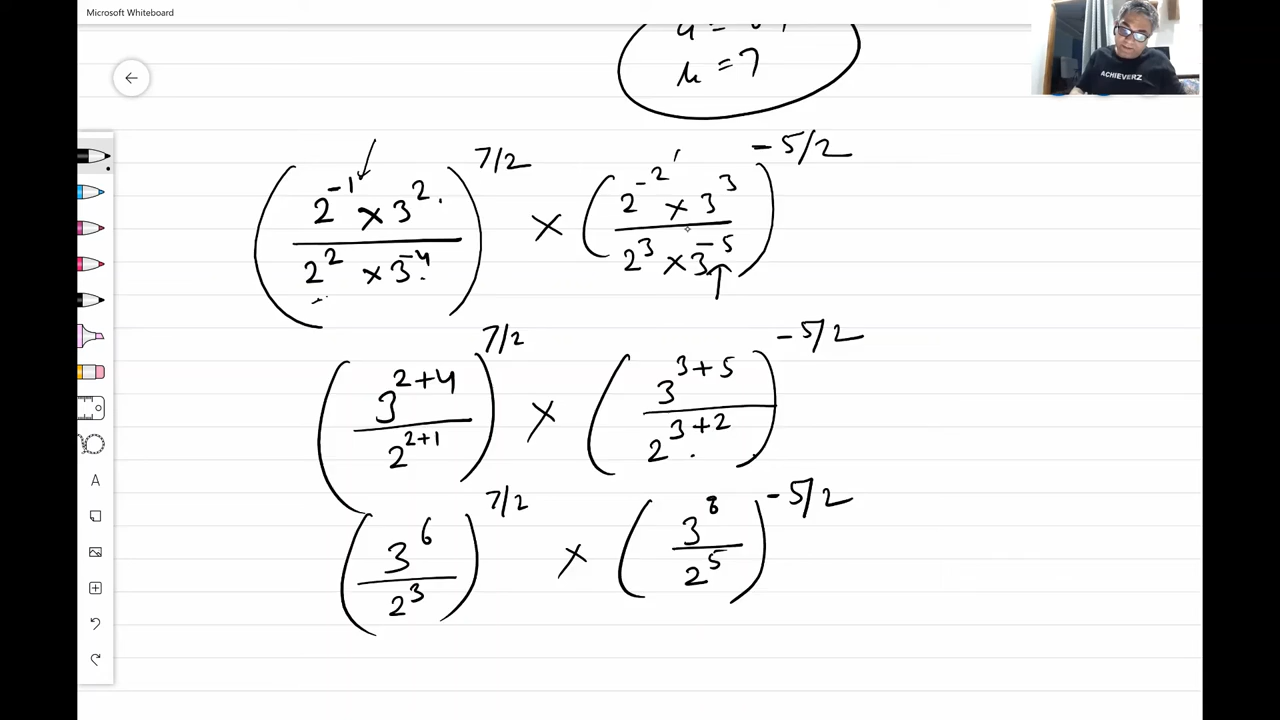 Microsoft Whiteboard
μ = 7
ACHIEVERZ
(2^-1 × 3^2 / 2^2 × 3^-4)^7/2 × (2^-2 × 3^3 / 2^3 × 3^-5)^-5/2
(3^2+4 / 2^2+1)^7/2 × (3^3+5 / 2^3+2)^-5/2
(3^6 / 2^3)^7/2 × (3^8 / 2^5)^-5/2
A